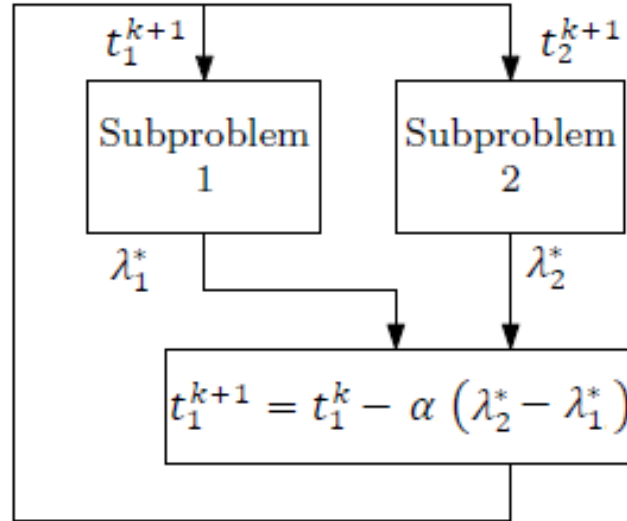 t_1^{k+1}
t_2^{k+1}
Subproblem
1
Subproblem
2
λ_1^*
λ_2^*
t_1^{k+1} = t_1^k - α (λ_2^* - λ_1^*)